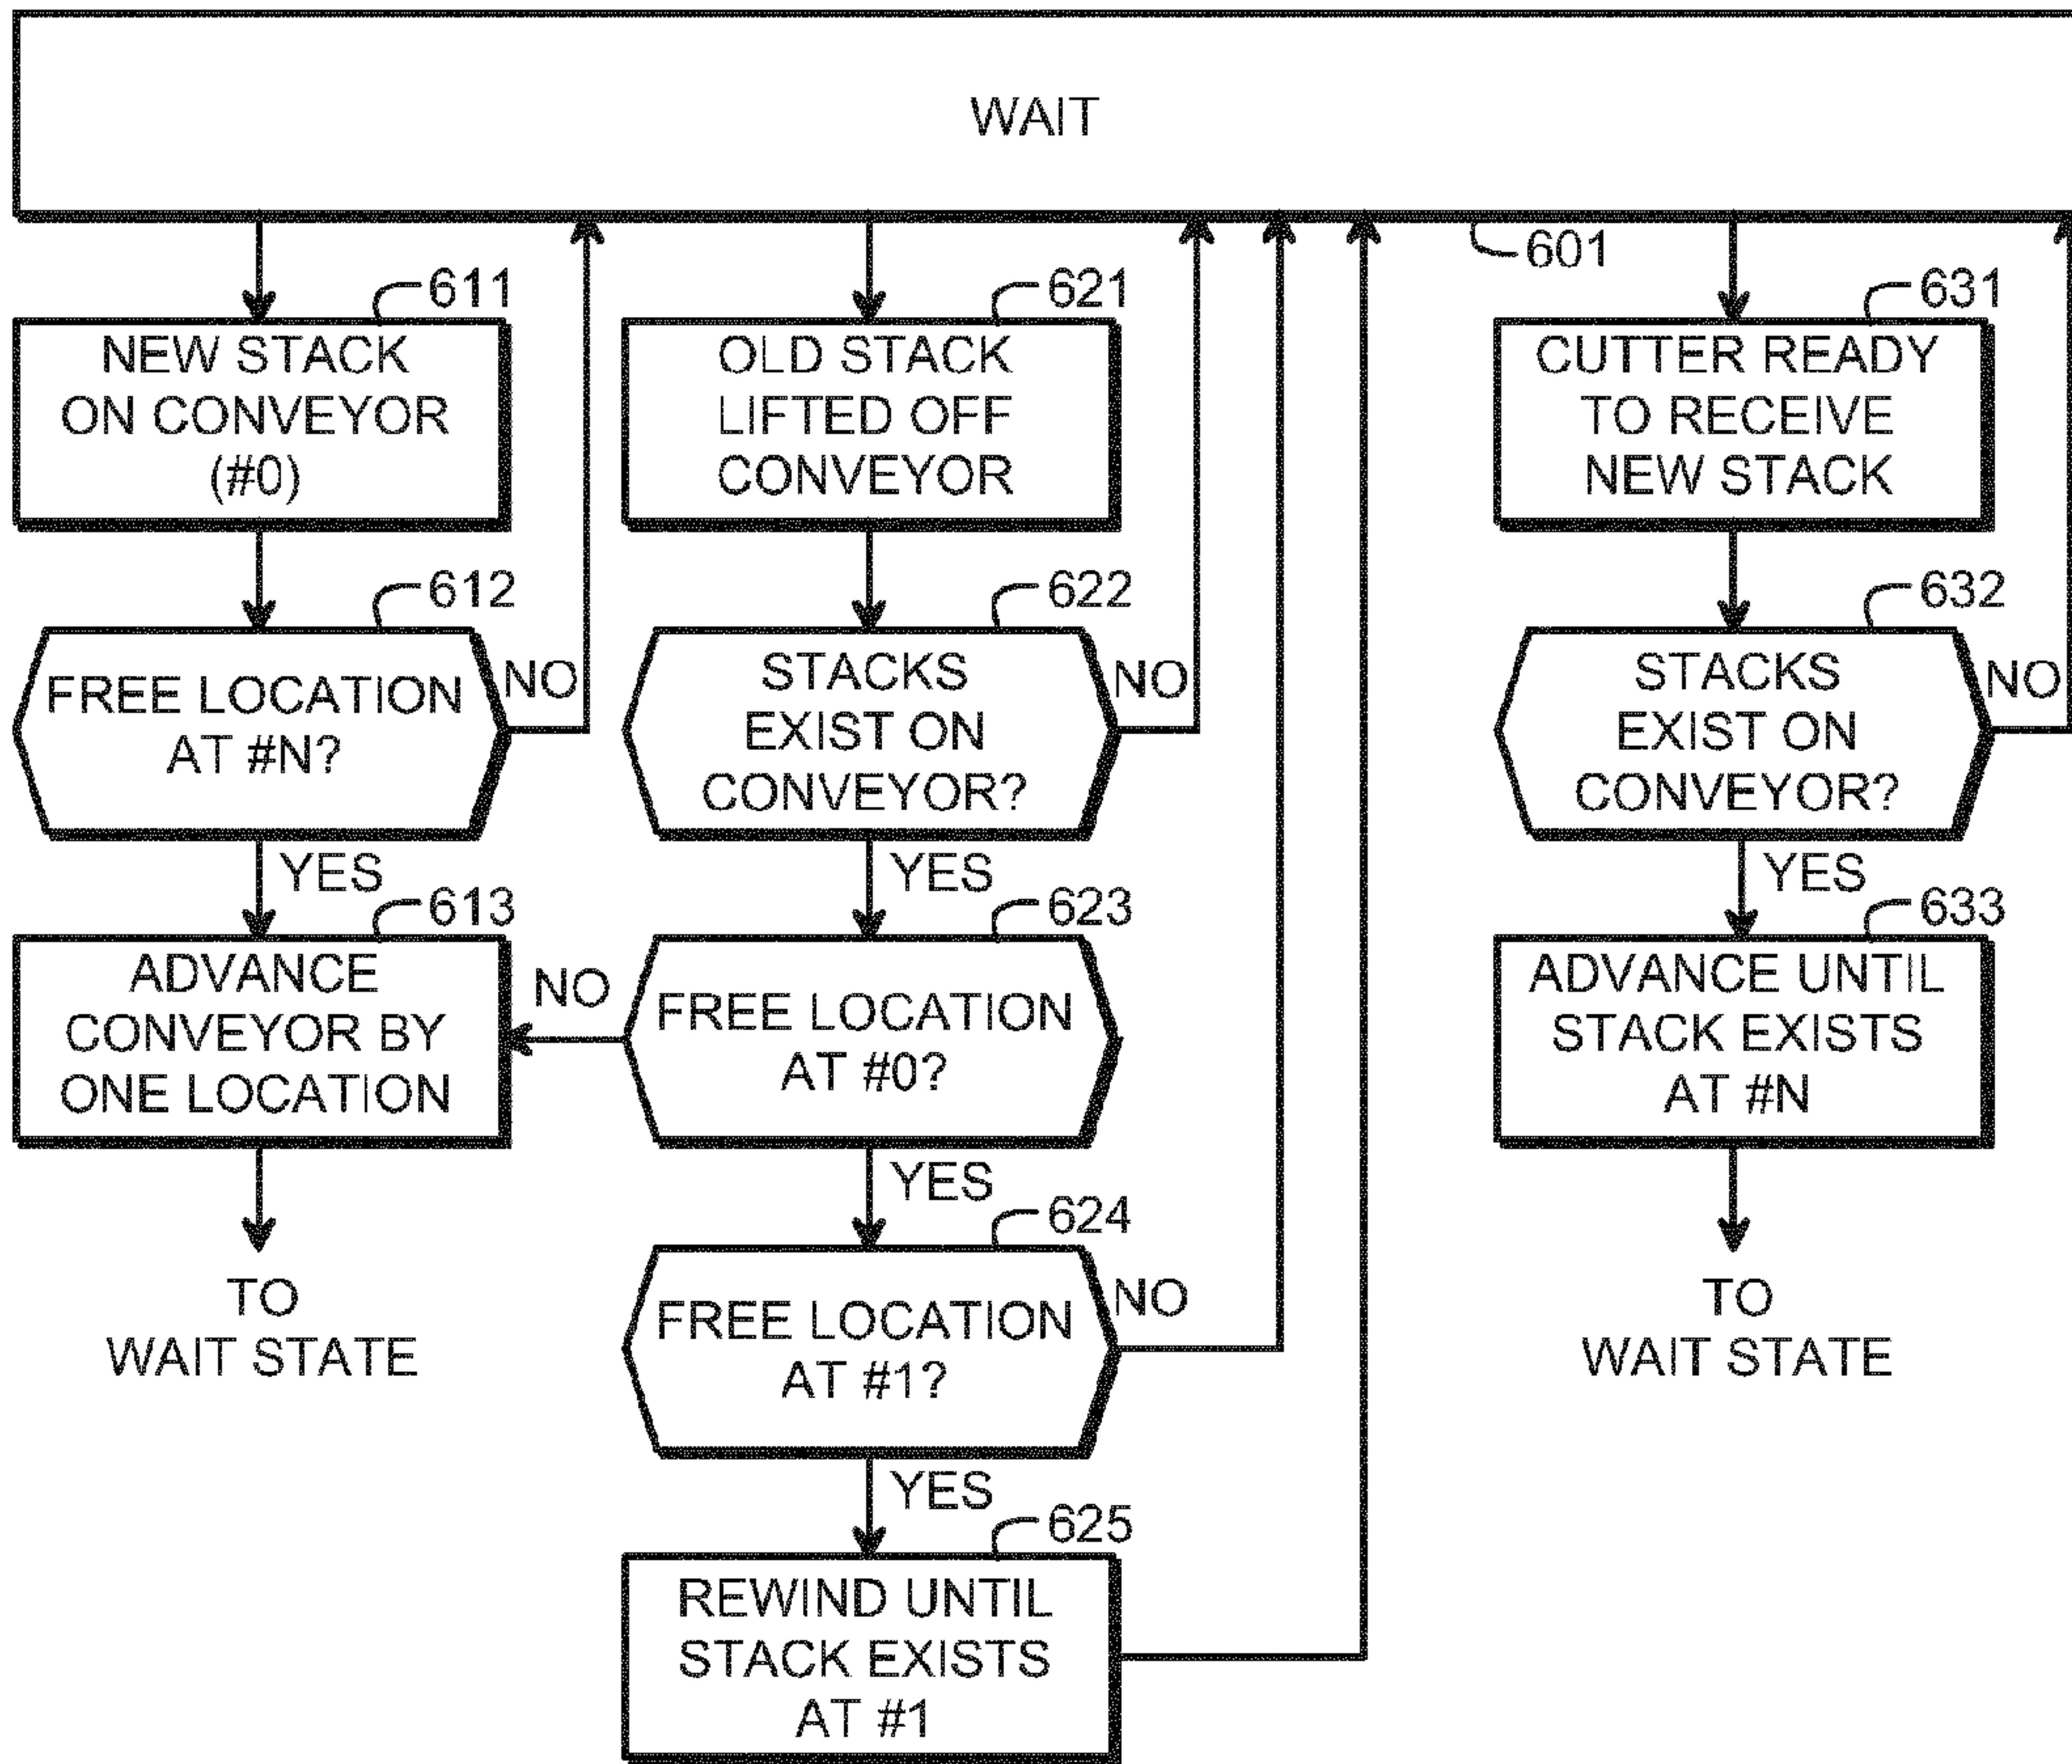 WAIT
601
611
NEW STACK
ON CONVEYOR
(#0)
612
FREE LOCATION
AT #N?
NO
YES
613
ADVANCE
CONVEYOR BY
ONE LOCATION
TO
WAIT STATE
621
OLD STACK
LIFTED OFF
CONVEYOR
622
STACKS
EXIST ON
CONVEYOR?
NO
YES
623
FREE LOCATION
AT #0?
NO
YES
624
FREE LOCATION
AT #1?
NO
YES
625
REWIND UNTIL
STACK EXISTS
AT #1
631
CUTTER READY
TO RECEIVE
NEW STACK
632
STACKS
EXIST ON
CONVEYOR?
NO
YES
633
ADVANCE UNTIL
STACK EXISTS
AT #N
TO
WAIT STATE